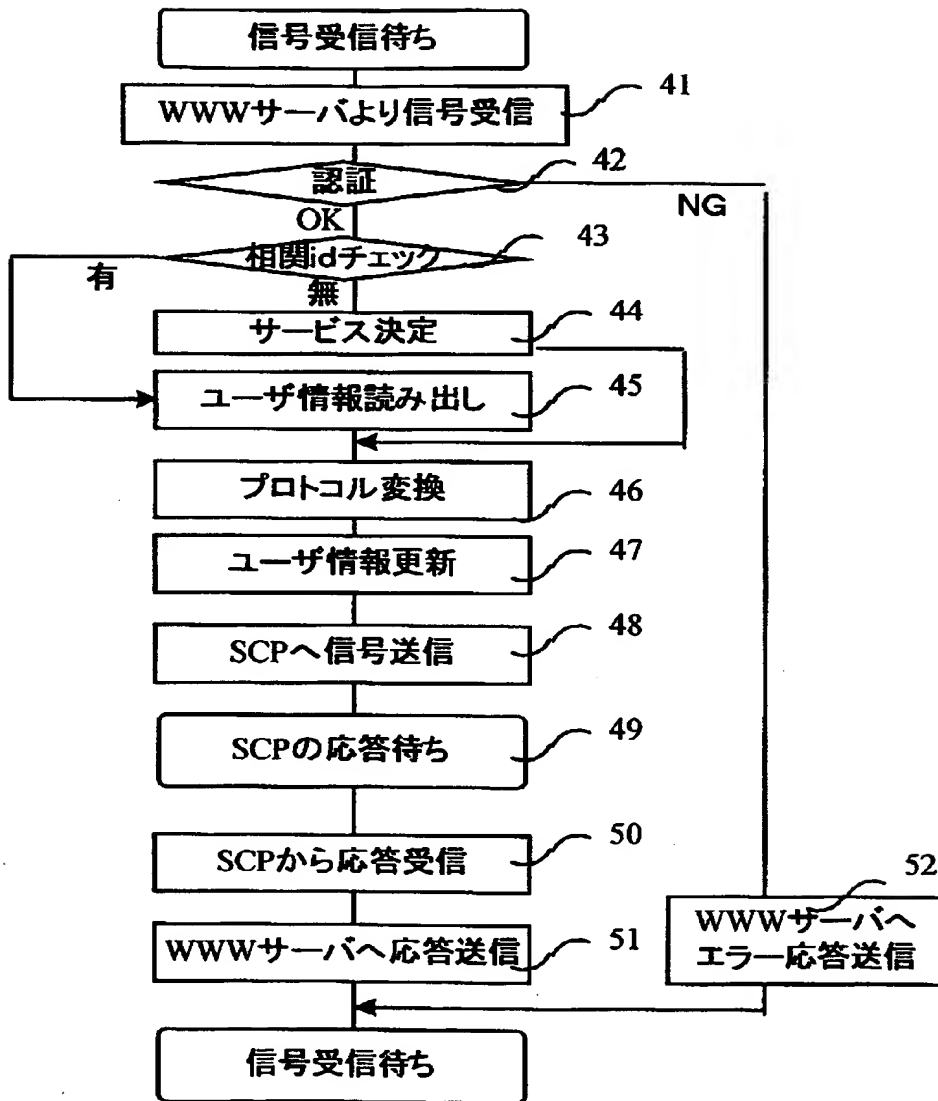 信号受信待ち
41
WWWサーバより信号受信
42
認証
NG
OK
43
相関idチェック
有
無
44
サービス決定
45
ユーザ情報読み出し
46
プロトコル変換
47
ユーザ情報更新
48
SCPへ信号送信
49
SCPの応答待ち
50
SCPから応答受信
52
WWWサーバへ
エラー応答送信
51
WWWサーバへ応答送信
信号受信待ち